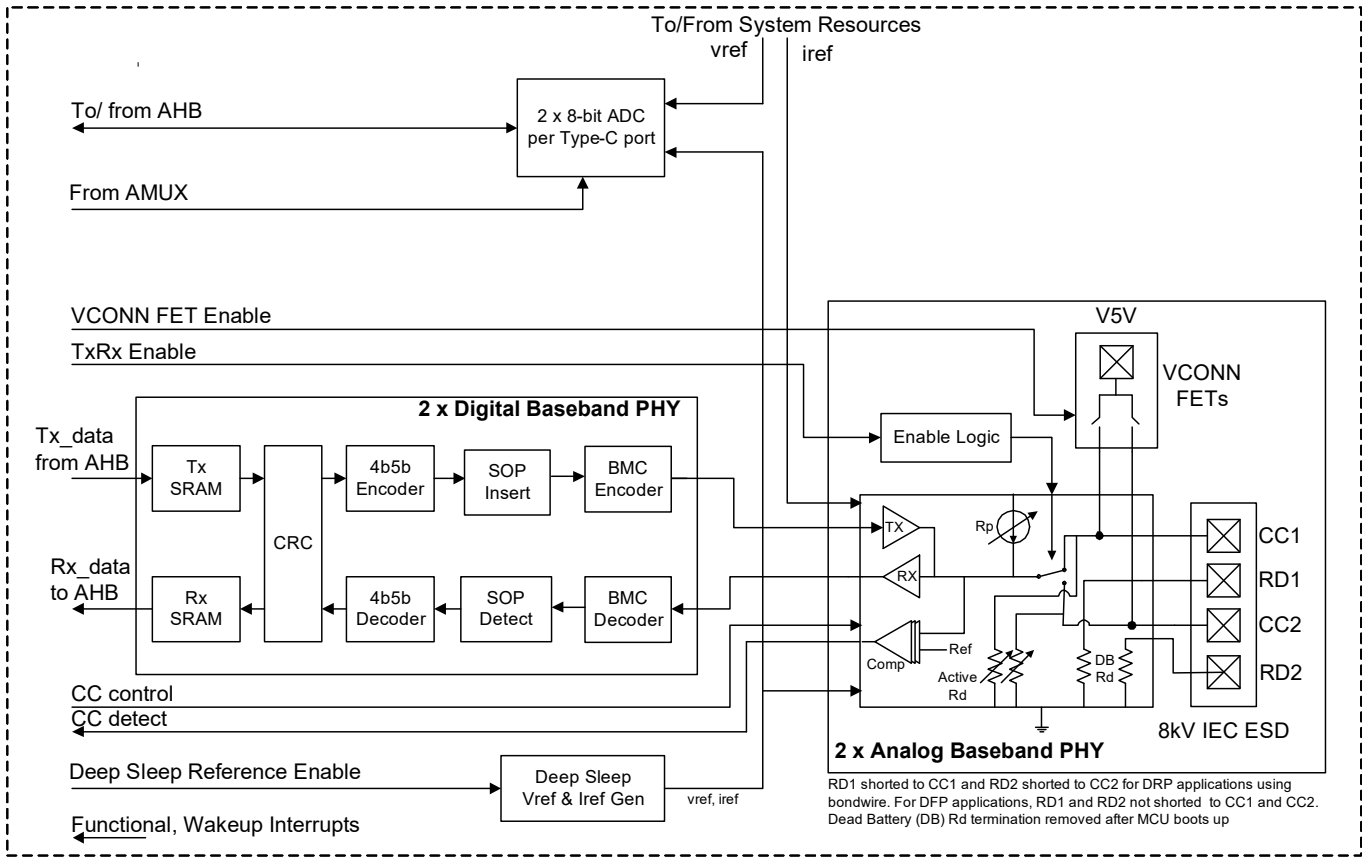 To/From System Resources
vref
iref
To/ from AHB
2 x 8-bit ADC
per Type-C port
From AMUX
VCONN FET Enable
TxRx Enable
V5V
VCONN
FETs
2 x Digital Baseband PHY
Enable Logic
Tx_data
from AHB
Tx
SRAM
CRC
4b5b
Encoder
SOP
Insert
BMC
Encoder
TX
Rp
CC1
Rx_data
to AHB
Rx
SRAM
4b5b
Decoder
SOP
Detect
BMC
Decoder
RX
RD1
CC2
Comp
Ref
Active
Rd
DB
Rd
RD2
CC control
CC detect
8kV IEC ESD
2 x Analog Baseband PHY
Deep Sleep Reference Enable
Deep Sleep
Vref & Iref Gen
vref, iref
RD1 shorted to CC1 and RD2 shorted to CC2 for DRP applications using
bondwire. For DFP applications, RD1 and RD2 not shorted to CC1 and CC2.
Dead Battery (DB) Rd termination removed after MCU boots up
Functional, Wakeup Interrupts